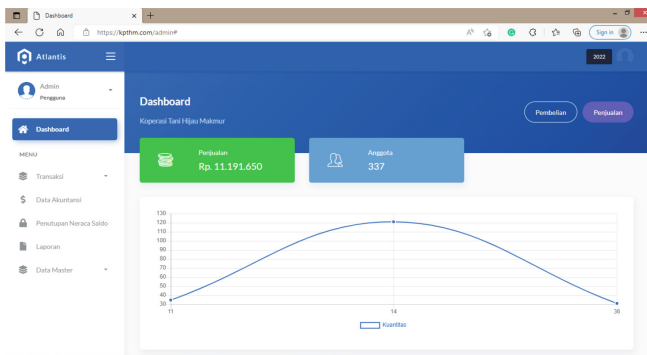 Dashboard
https://kpthm.com/admin#
Sign in
Atlantis
2022
Admin
Pengguna
Dashboard
Koperasi Tani Hijau Makmur
Pembelian
Penjualan
Dashboard
MENU
Transaksi
Data Akuntansi
Penutupan Neraca Saldo
Laporan
Data Master
Penjualan
Rp. 11.191.650
Anggota
337
130
120
110
100
90
80
70
60
50
40
30
11
14
36
Kuantitas